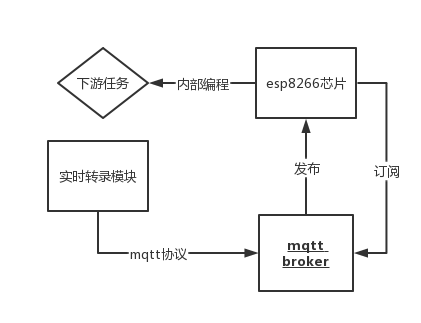 下游任务
内部编程
esp8266芯片
实时转录模块
发布
订阅
mqtt协议
mqtt
broker